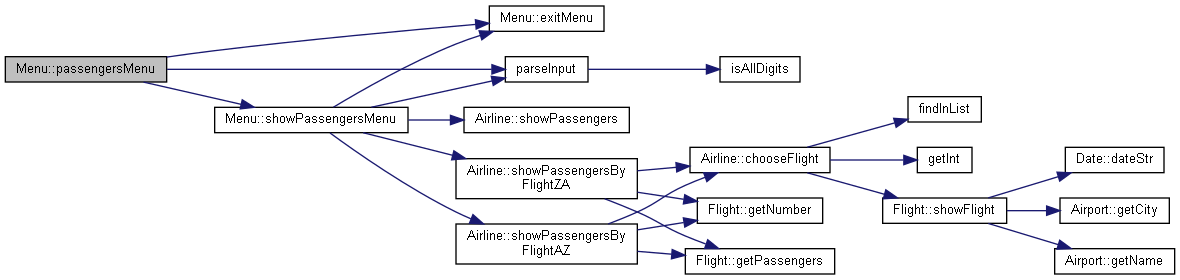 Menu::passengersMenu
Menu::exitMenu
parseInput
isAllDigits
Menu::showPassengersMenu
Airline::showPassengers
Airline::showPassengersBy
FlightZA
Airline::showPassengersBy
FlightAZ
Airline::chooseFlight
Flight::getNumber
Flight::getPassengers
findInList
getInt
Flight::showFlight
Date::dateStr
Airport::getCity
Airport::getName